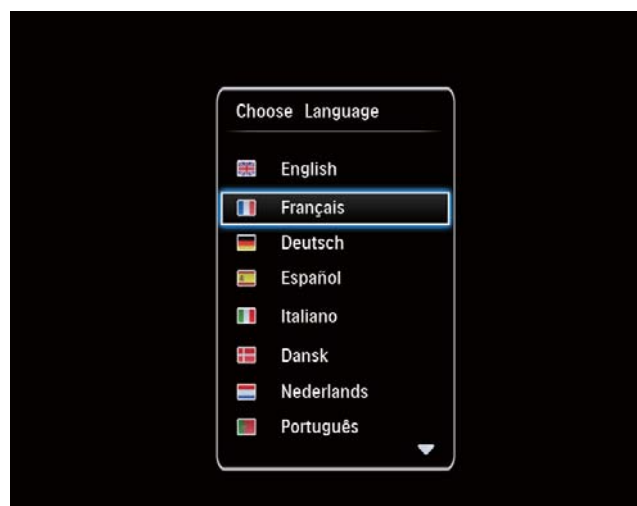 Choose Language
English
Français
Deutsch
Español
Italiano
Dansk
Nederlands
Português